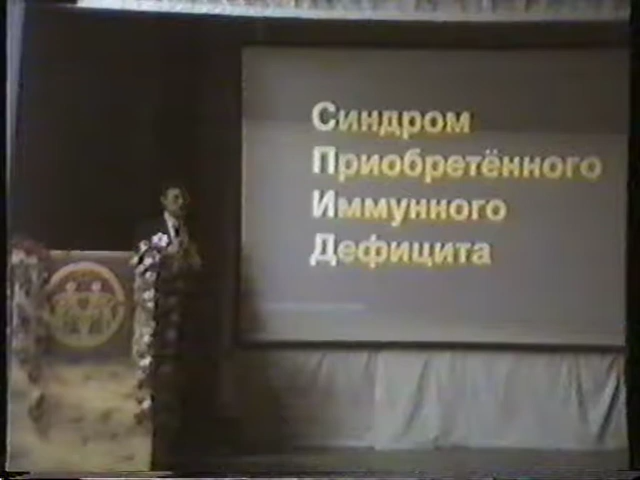 Синдром
Приобретённого
Иммунного
Дефицита